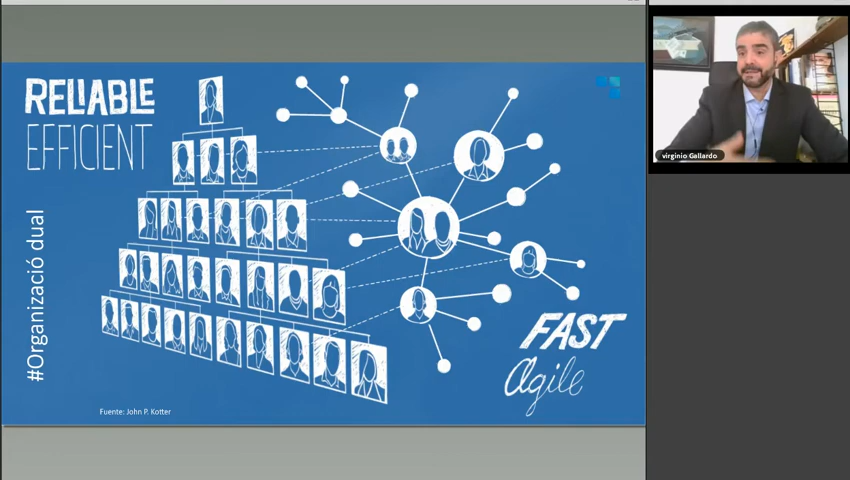 RELIABLE
EFFICIENT
#Organizació dual
FAST
agile
Fuente: John P. Kotter
virginio Gallardo